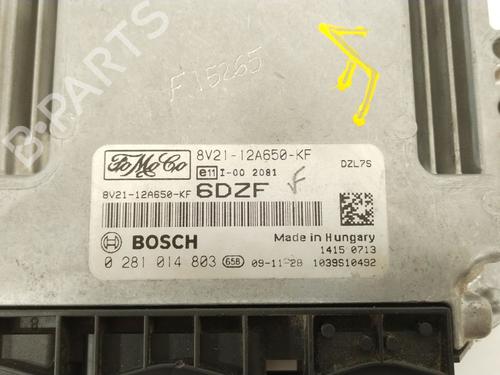 B-PARTS
F15265
FoMoCo
8V21-12A650-KF
DZL7S
e11 I-00 2081
8V21-12A650-KF
6DZF
BOSCH
Made in Hungary
1415 0713
0 281 014 803
65B
09-11-28
1039S10492